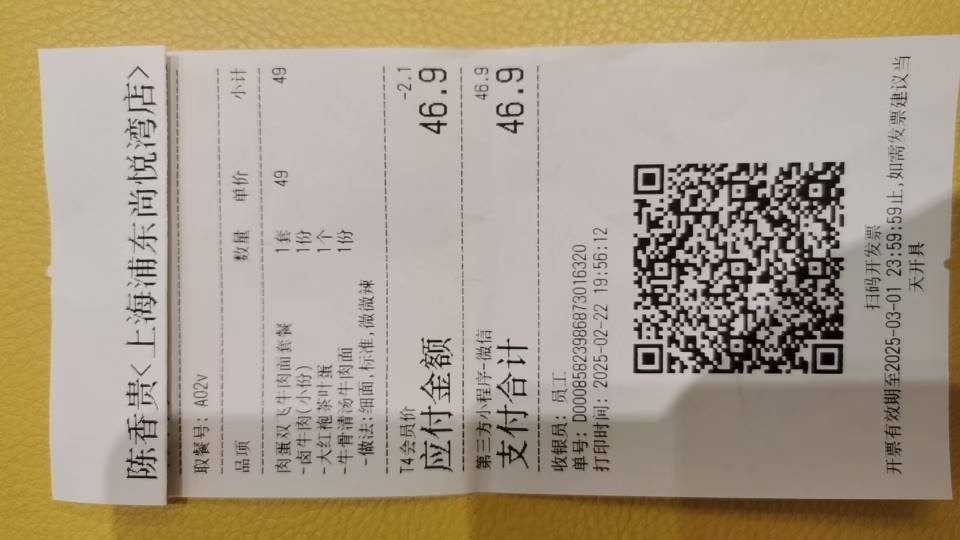 陈香贵<上海浦东尚悦湾店>
取餐号: A02v
品项 数量 单价 小计
肉蛋双飞牛肉面套餐 1套 49 49
-卤牛肉(小份) 1份
-大红袍茶叶蛋 1个
-牛骨清汤牛肉面 1份
-做法:细面,标准,微微辣
T4会员价 -2.1
应付金额 46.9
第三方小程序-微信 46.9
支付合计 46.9
收银员: 员工
单号: D00085823986873016320
打印时间: 2025-02-22 19:56:12
扫码开发票
开票有效期至2025-03-01 23:59:59止,如需发票建议当
天开具